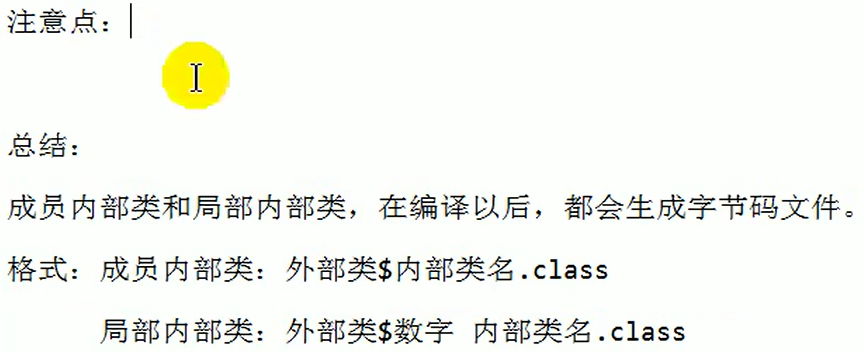 注意点:
总结:
成员内部类和局部内部类，在编译以后，都会生成字节码文件。
格式：成员内部类：外部类$内部类名.class
局部内部类：外部类$数字 内部类名.class